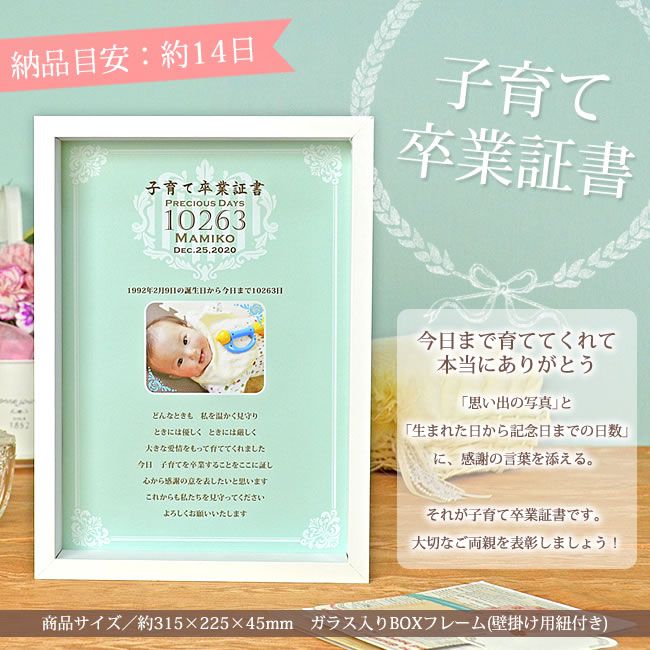 納品目安：約14日
子育て
卒業証書
子育て卒業証書
PRECIOUS DAYS
10263
MAMIKO
DEC.25,2020
1992年2月9日の誕生日から今日まで10263日
どんなときも 私を温かく見守り
ときには優しく ときには厳しく
大きな愛情をもって育ててくれました
今日 子育てを卒業することをここに証し
心から感謝の意を表したいと思います
これからも私たちを見守ってください
よろしくお願いいたします
今日まで育ててくれて
本当にありがとう
「思い出の写真」と
「生まれた日から記念日までの日数」
に、感謝の言葉を添える。
それが子育て卒業証書です。
大切なご両親を表彰しましょう！
商品サイズ／約315×225×45mm ガラス入りBOXフレーム(壁掛け用紐付き)